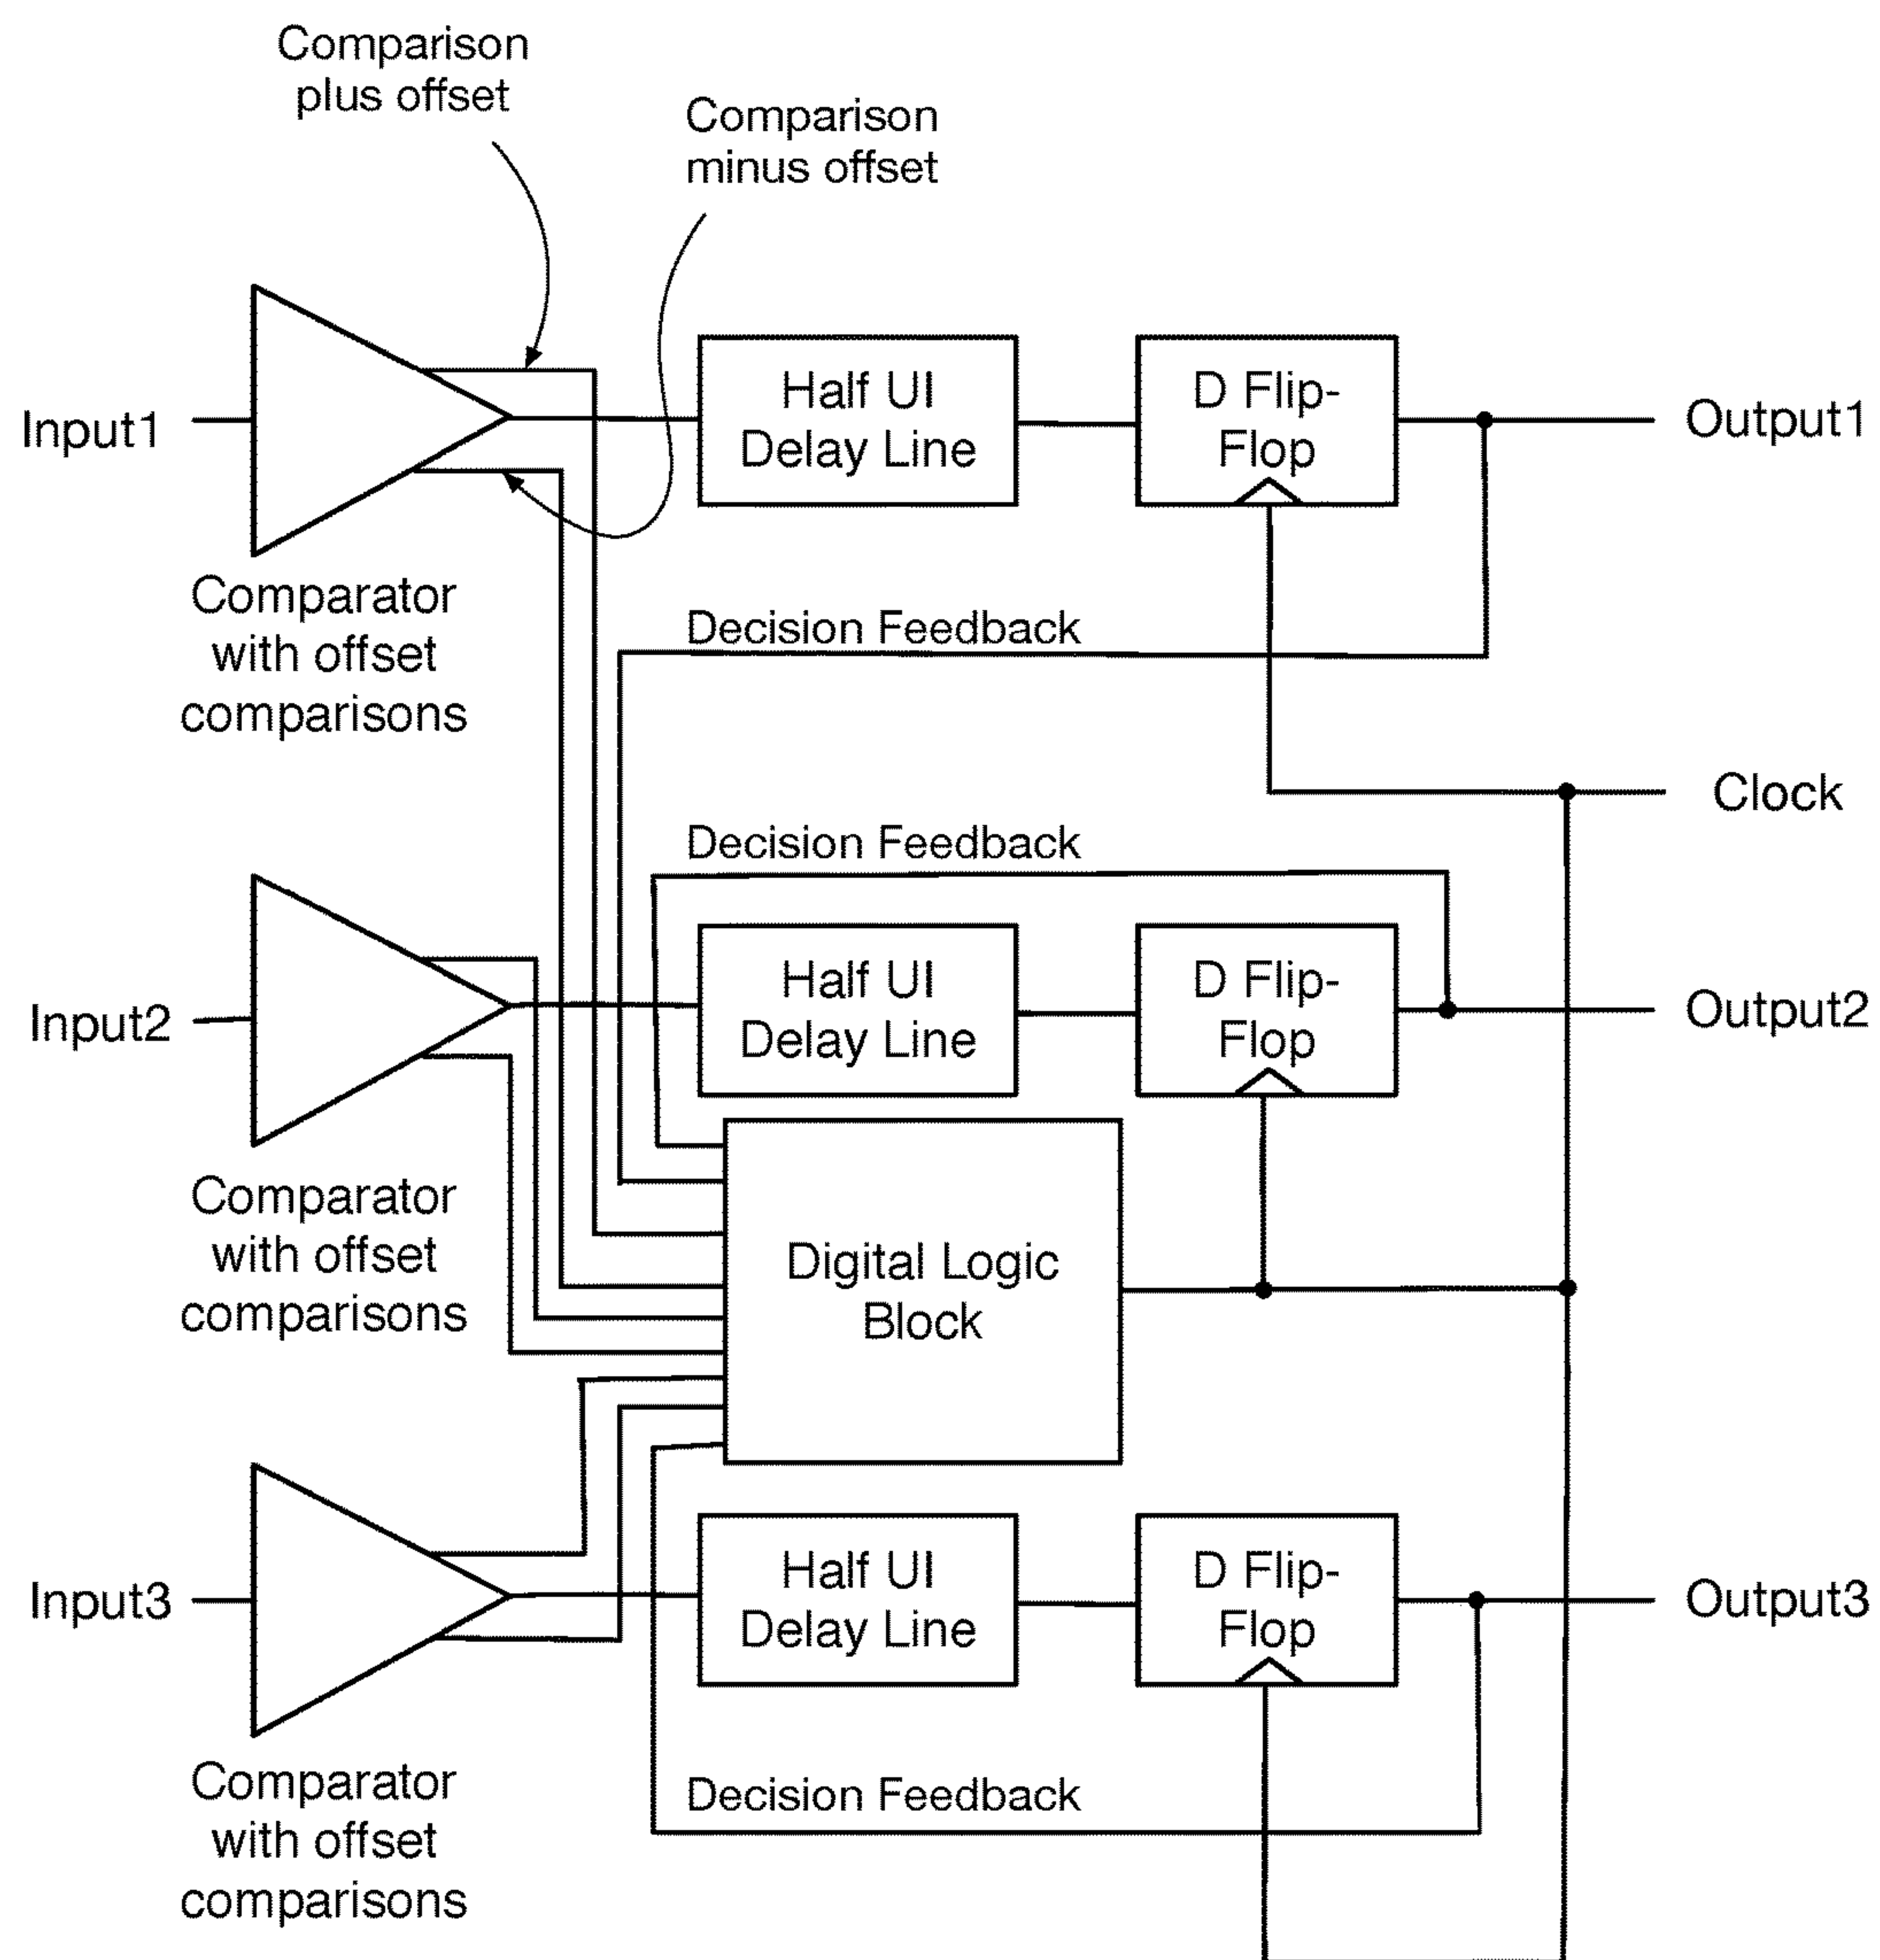 Comparison
plus offset
Comparison
minus offset
Input1
Half UI
Delay Line
D Flip-
Flop
Output1
Comparator
with offset
comparisons
Decision Feedback
Clock
Decision Feedback
Input2
Half UI
Delay Line
D Flip-
Flop
Output2
Comparator
with offset
comparisons
Digital Logic
Block
Input3
Half UI
Delay Line
D Flip-
Flop
Output3
Comparator
with offset
comparisons
Decision Feedback